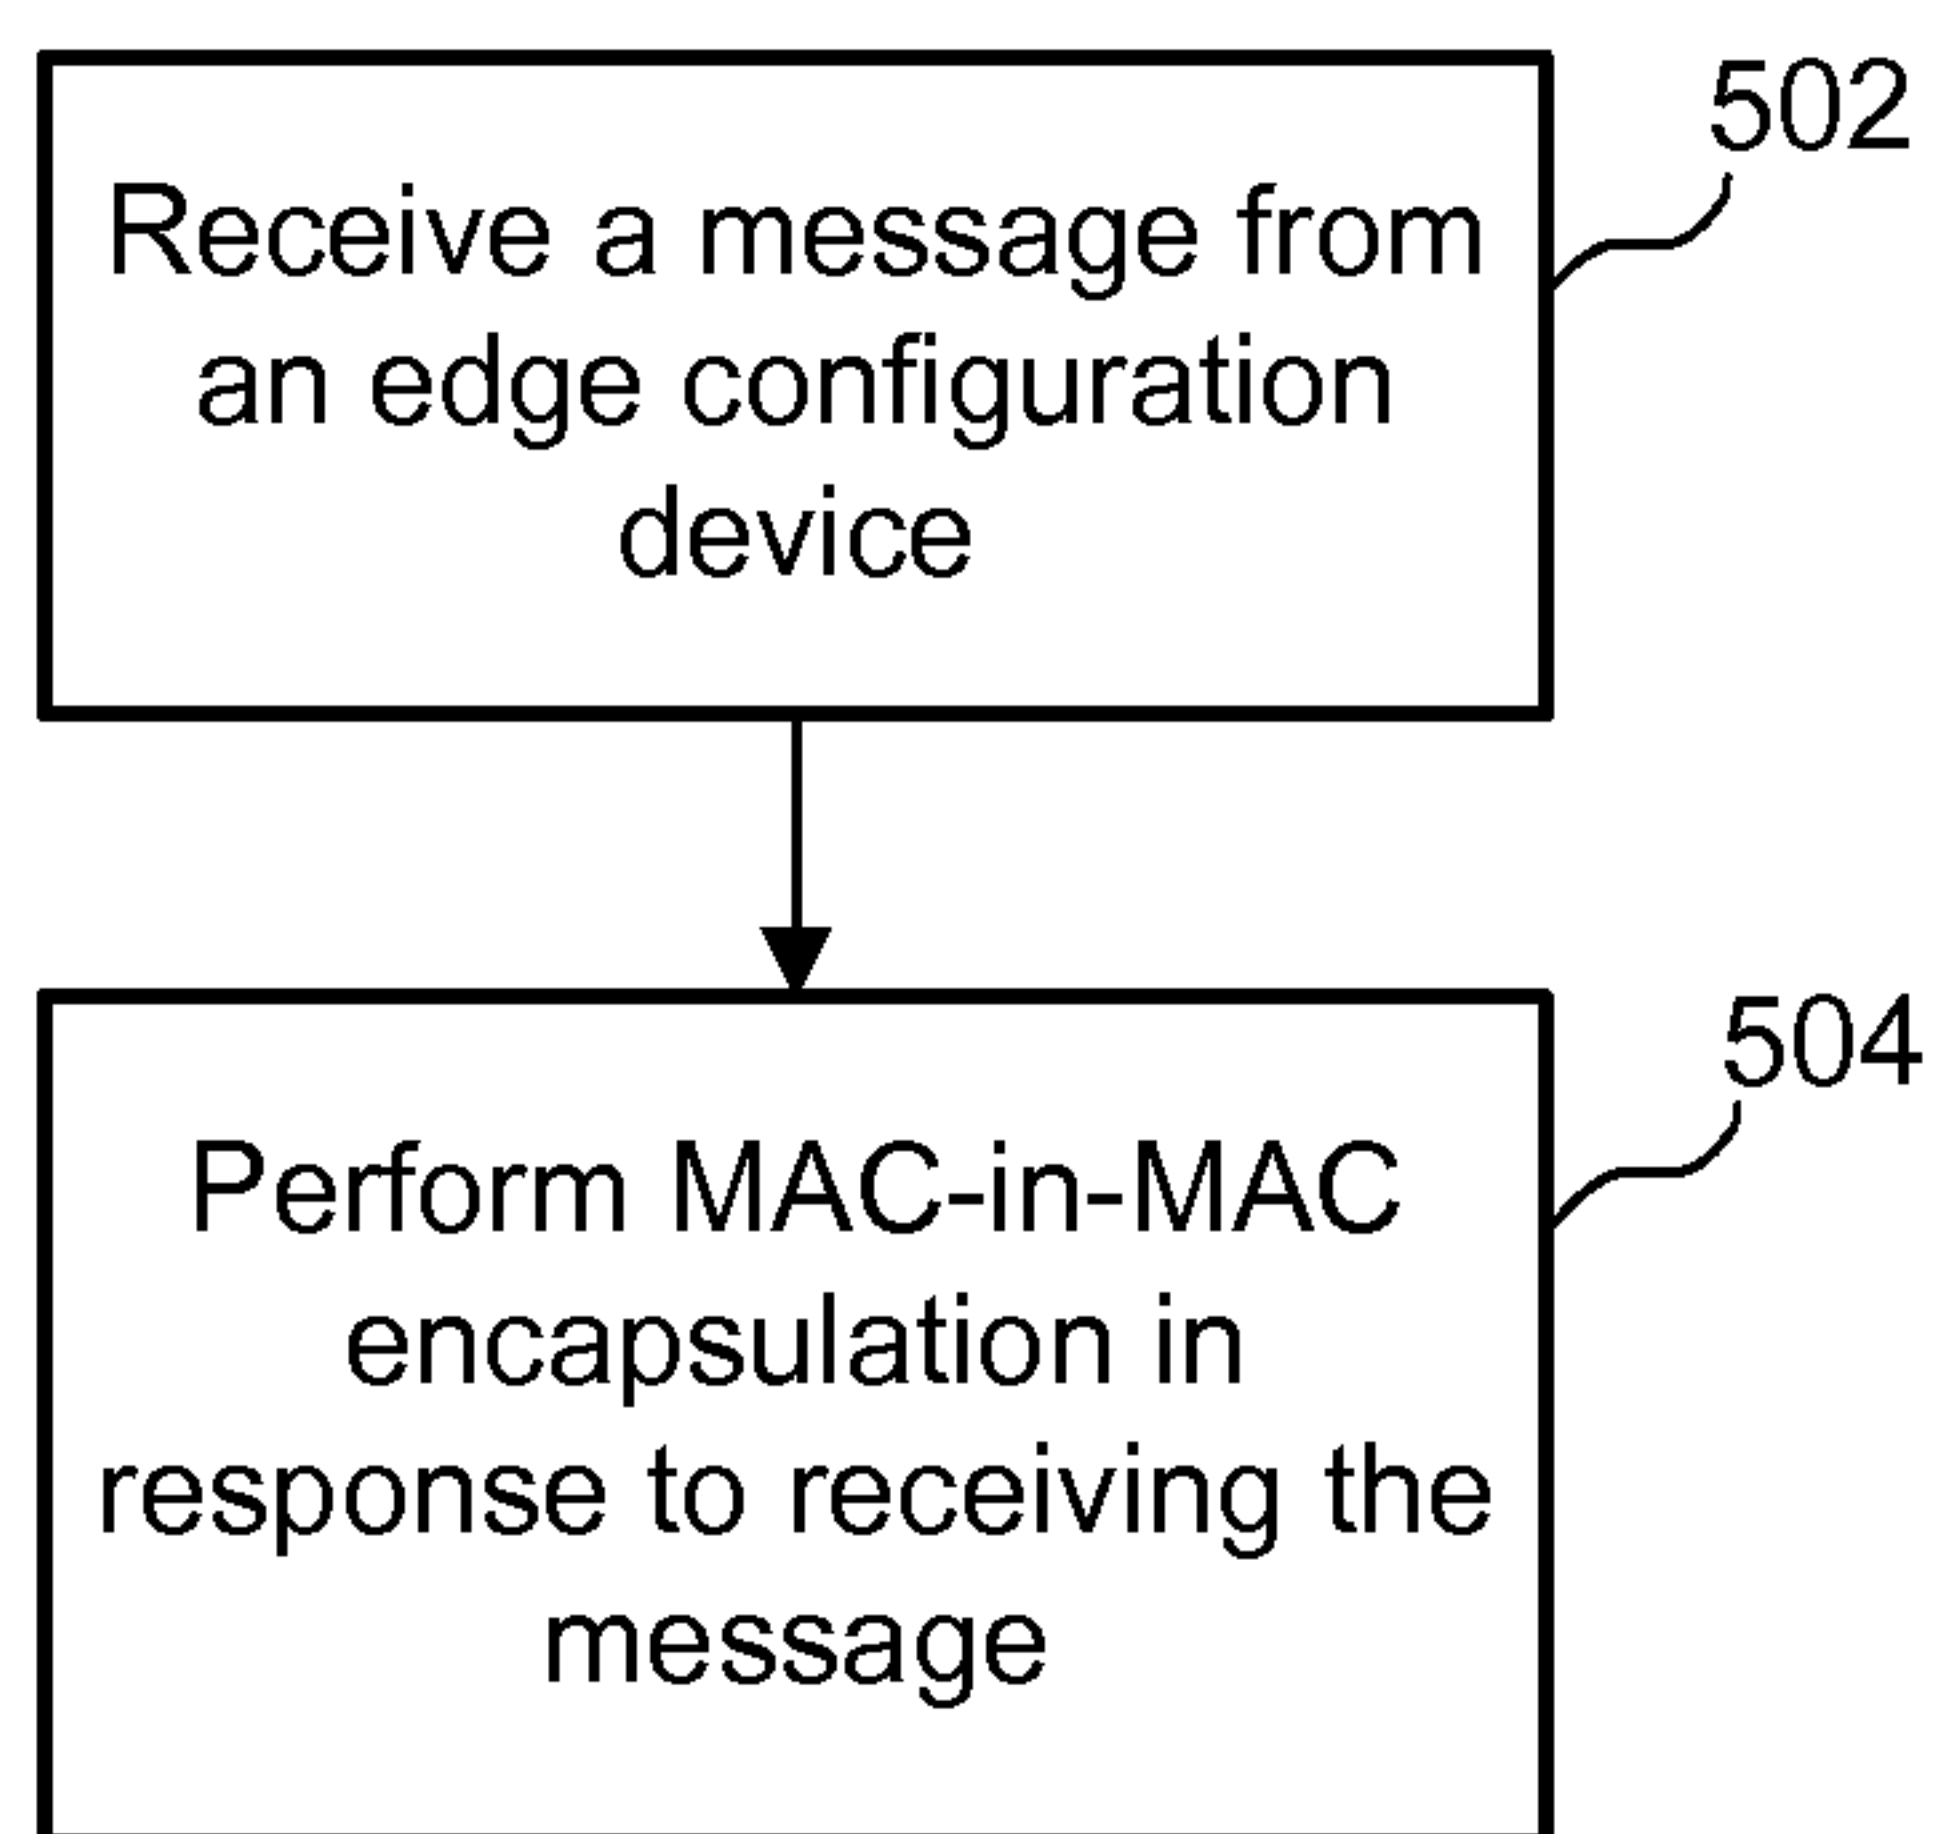 502
Receive a message from
an edge configuration
device
504
Perform MAC-in-MAC
encapsulation in
response to receiving the
message